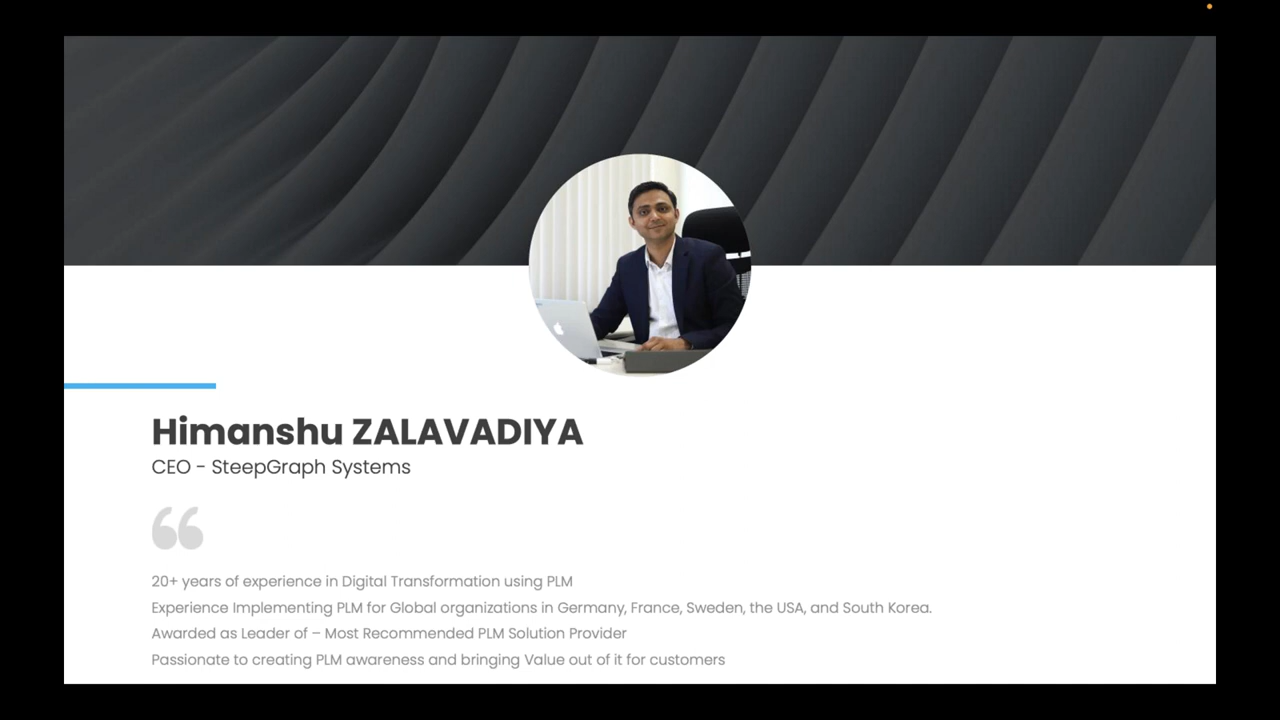 Himanshu ZALAVADIYA
CEO - SteepGraph Systems
20+ years of experience in Digital Transformation using PLM
Experience Implementing PLM for Global organizations in Germany, France, Sweden, the USA, and South Korea.
Awarded as Leader of – Most Recommended PLM Solution Provider
Passionate to creating PLM awareness and bringing Value out of it for customers